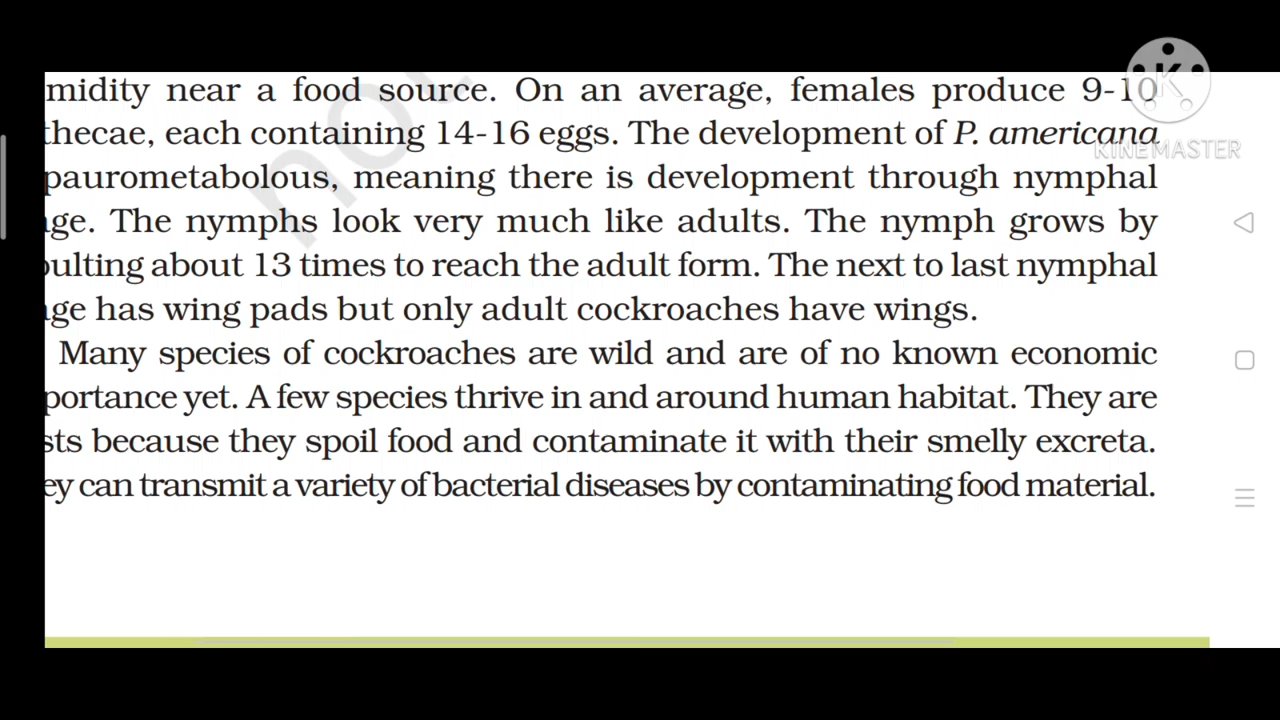 midity near a food source. On an average, females produce 9-10
thecae, each containing 14-16 eggs. The development of P. americana
paurometabolous, meaning there is development through nymphal
age. The nymphs look very much like adults. The nymph grows by
oulting about 13 times to reach the adult form. The next to last nymphal
age has wing pads but only adult cockroaches have wings.
Many species of cockroaches are wild and are of no known economic
portance yet. A few species thrive in and around human habitat. They are
sts because they spoil food and contaminate it with their smelly excreta.
ey can transmit a variety of bacterial diseases by contaminating food material.
not
K
KINEMASTER